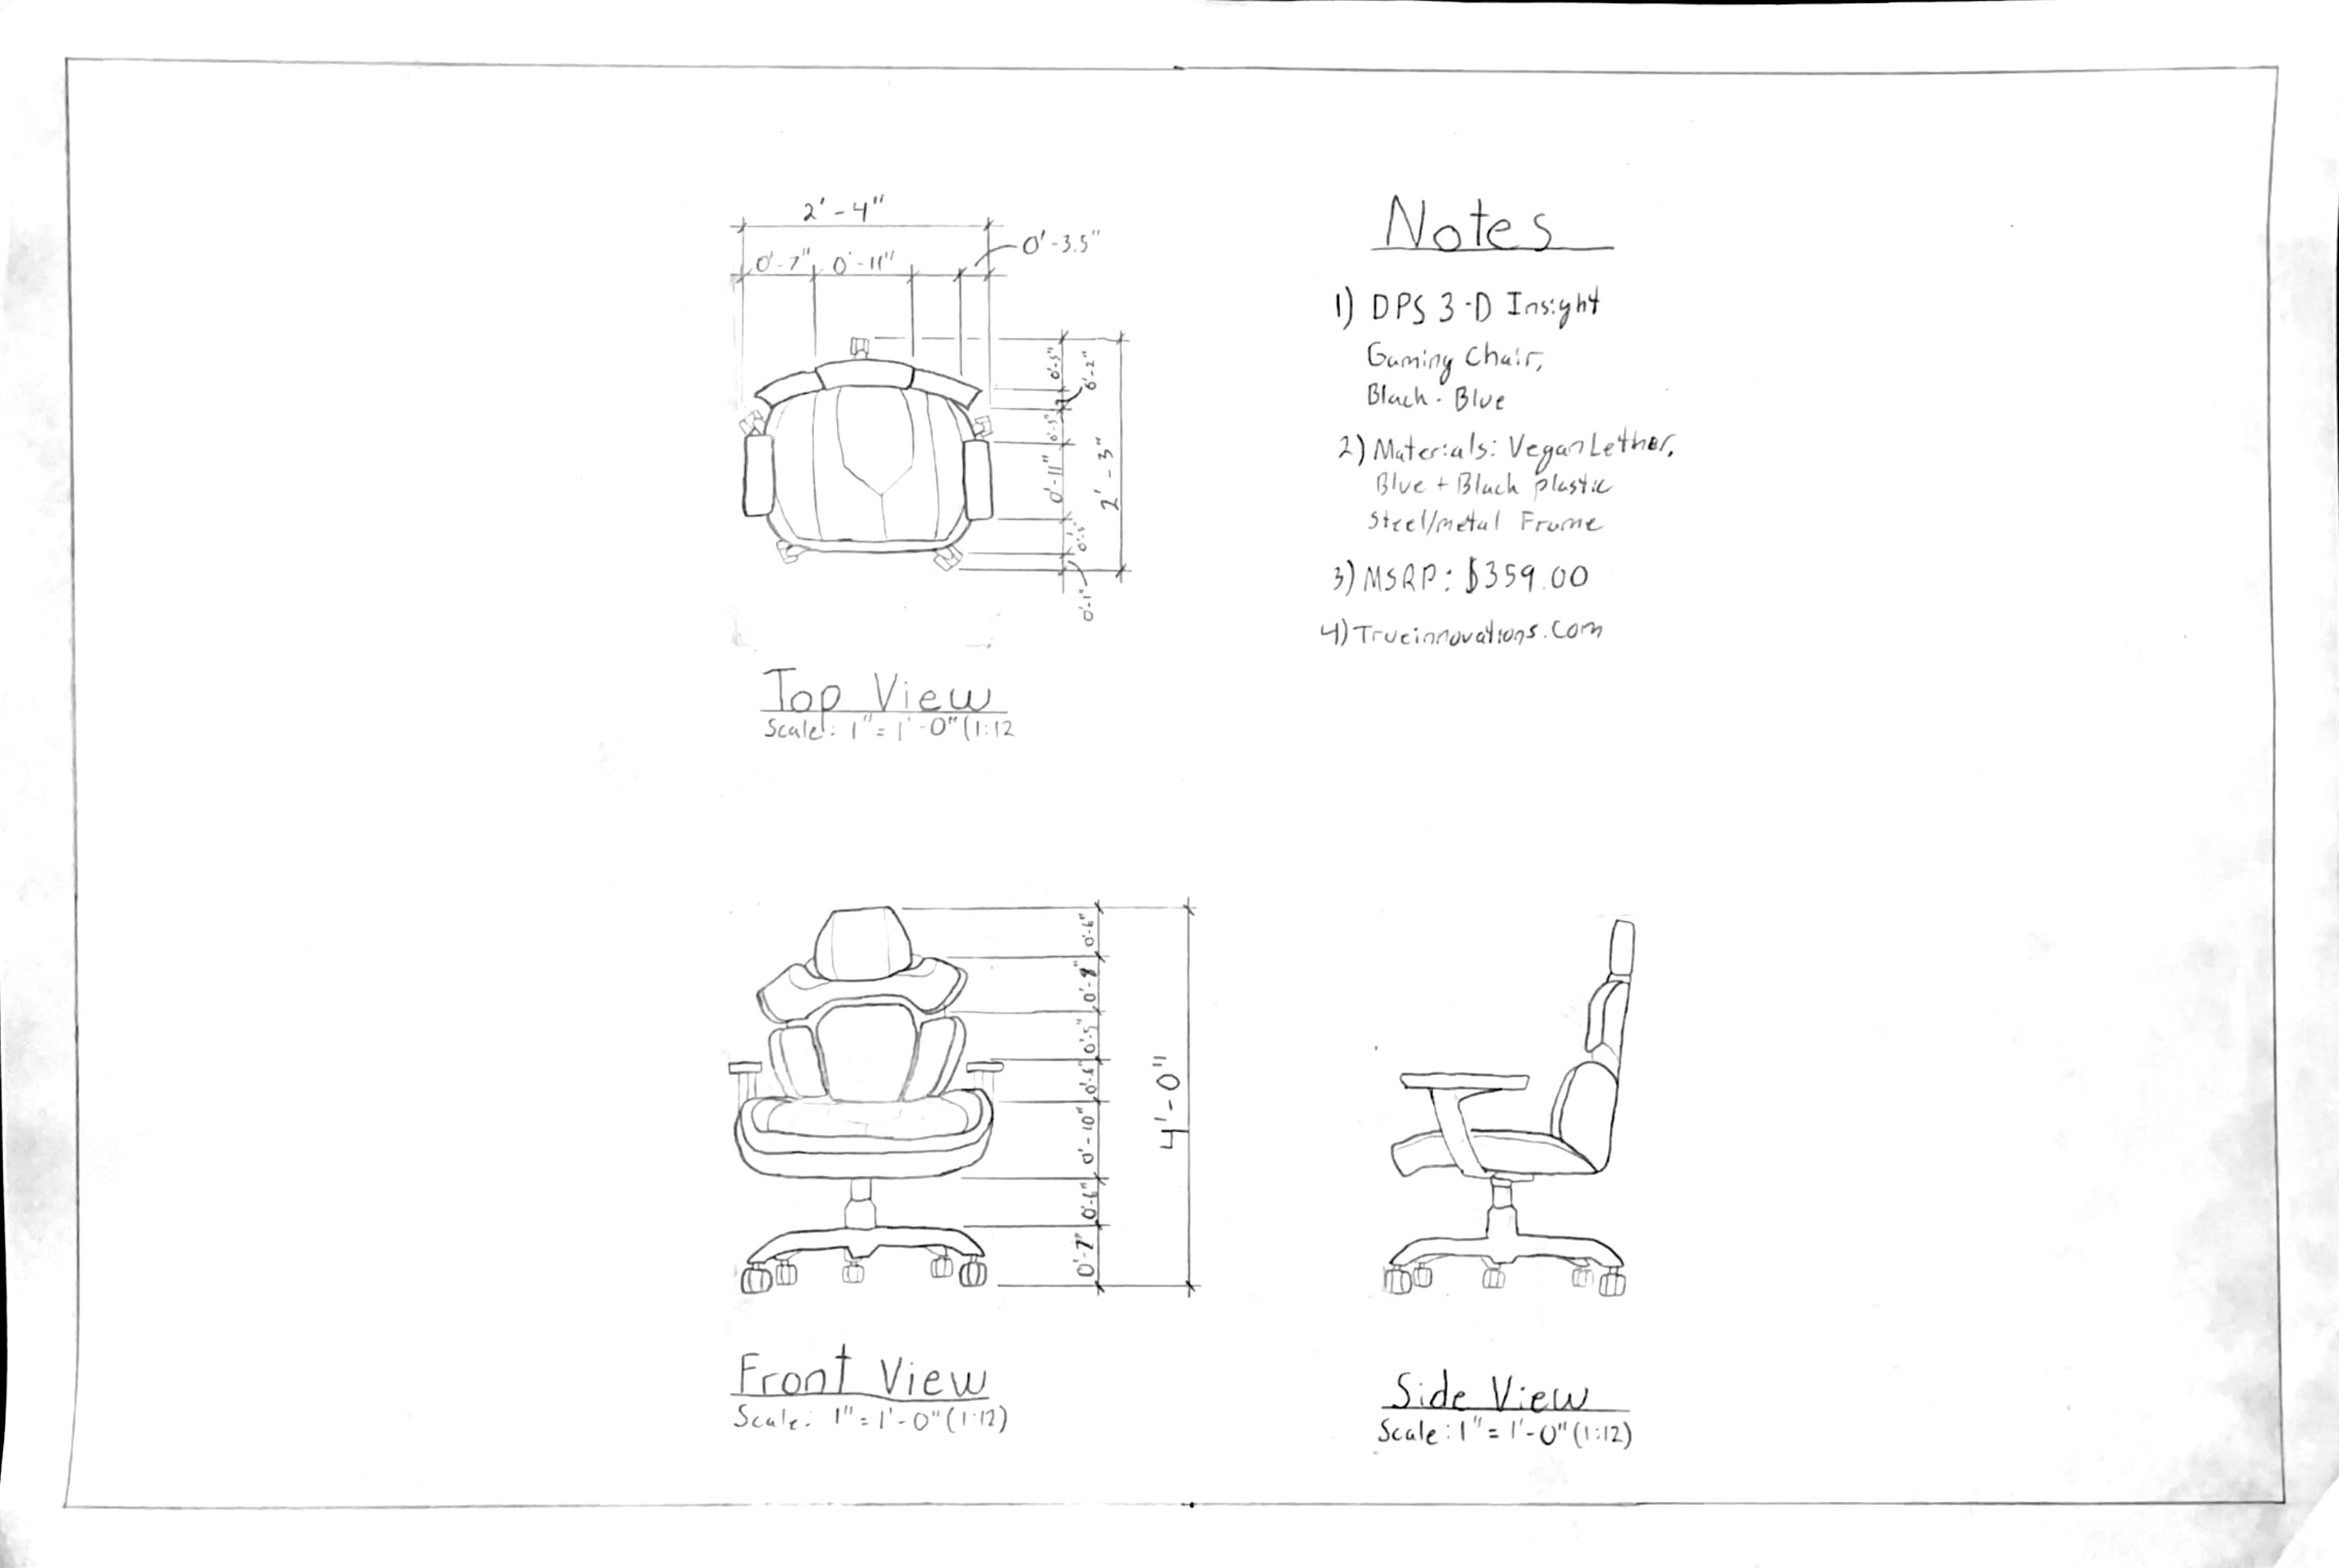 2' - 4"
0' - 3.5"
0' - 7" 0' - 11"
0'-5"
0'-2"
0'-5"
0'-11"
2' - 3"
0'-5"
0'-1"
Top View
Scale: 1" = 1' - 0" (1:12
Notes
1) DPS 3-D Insight
Gaming Chair,
Black - Blue
2) Materials: Vegan Lether,
Blue + Black plastic
Steel/metal Frame
3) MSRP: $359.00
4) Trueinnovations.com
0'-6"
0'-5"
0'-6"
0' - 10"
0'-6"
0'-7"
4' - 0"
Front View
Scale: 1" = 1' - 0" (1:12)
Side View
Scale: 1" = 1' - 0" (1:12)